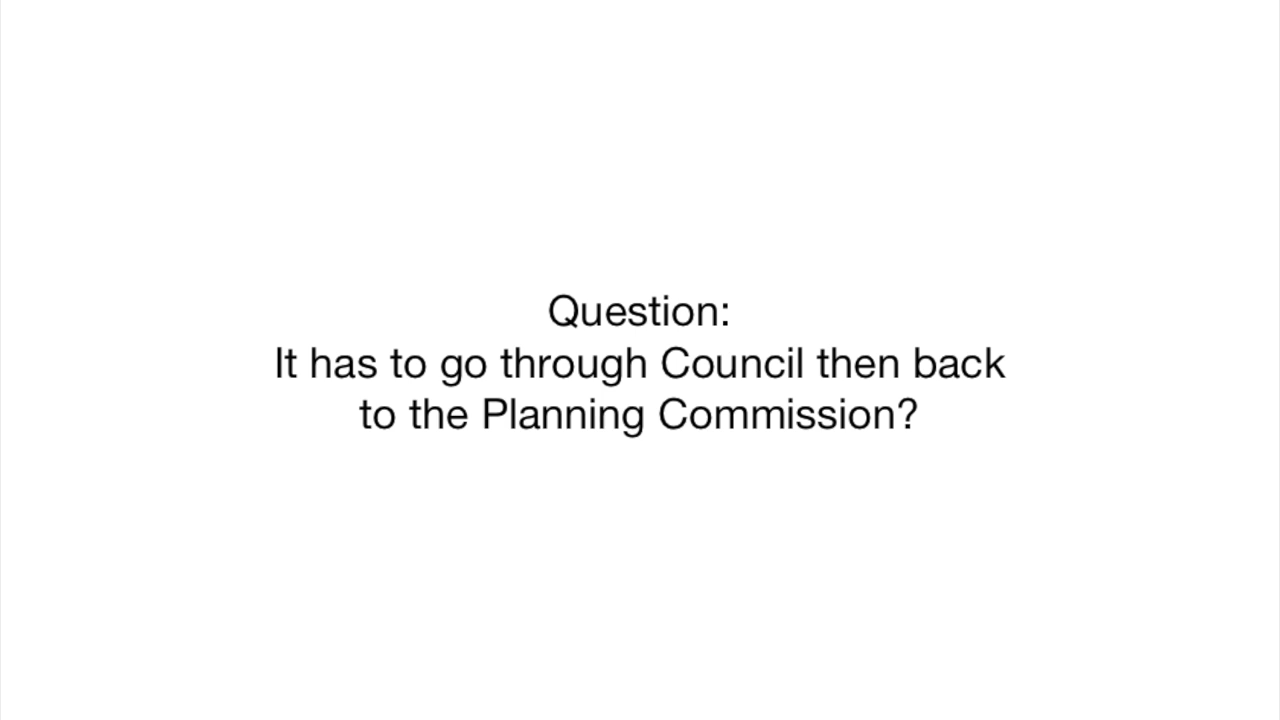 Question:
It has to go through Council then back
to the Planning Commission?